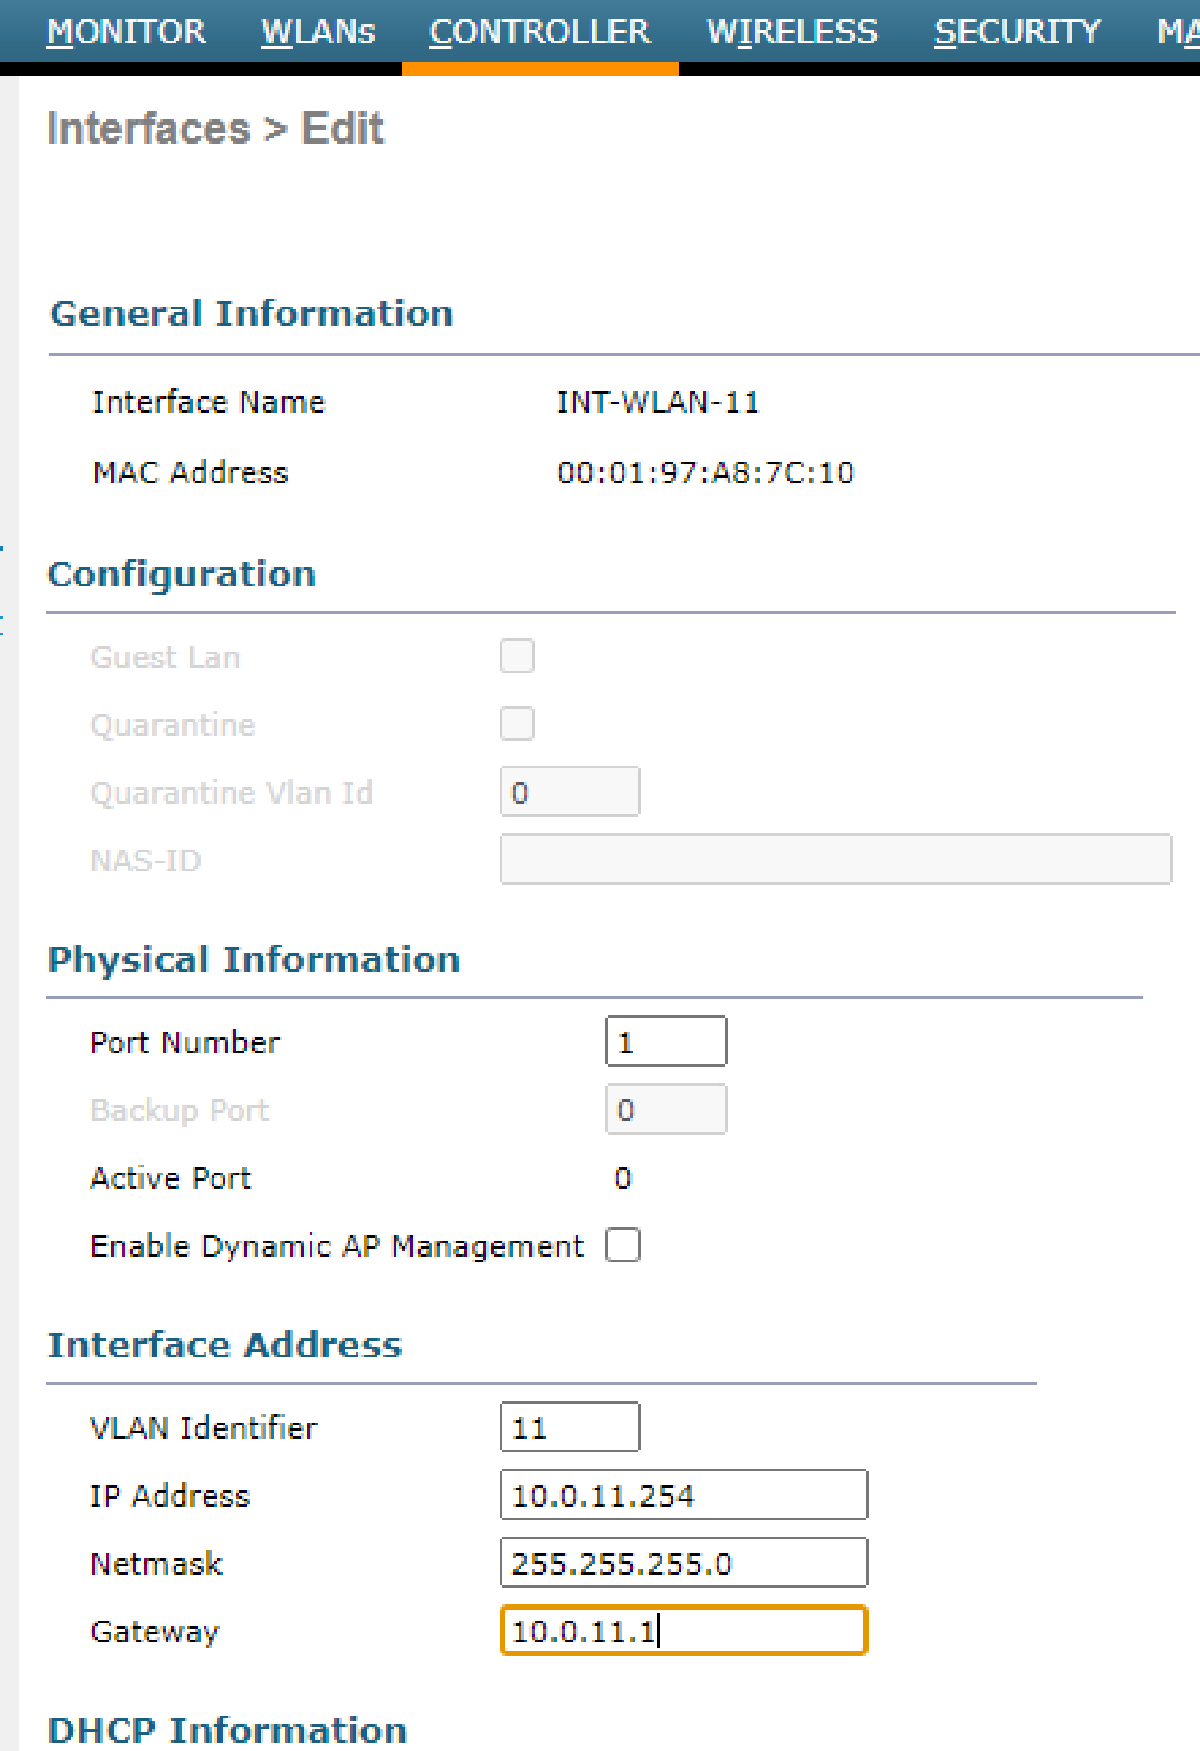 MONITOR WLANs CONTROLLER WIRELESS SECURITY
Interfaces > Edit
General Information
Interface Name INT-WLAN-11
MAC Address 00:01:97:A8:7C:10
Configuration
Guest Lan
Quarantine
Quarantine Vlan Id 0
NAS-ID
Physical Information
Port Number 1
Backup Port 0
Active Port 0
Enable Dynamic AP Management
Interface Address
VLAN Identifier 11
IP Address 10.0.11.254
Netmask 255.255.255.0
Gateway 10.0.11.1
DHCP Information